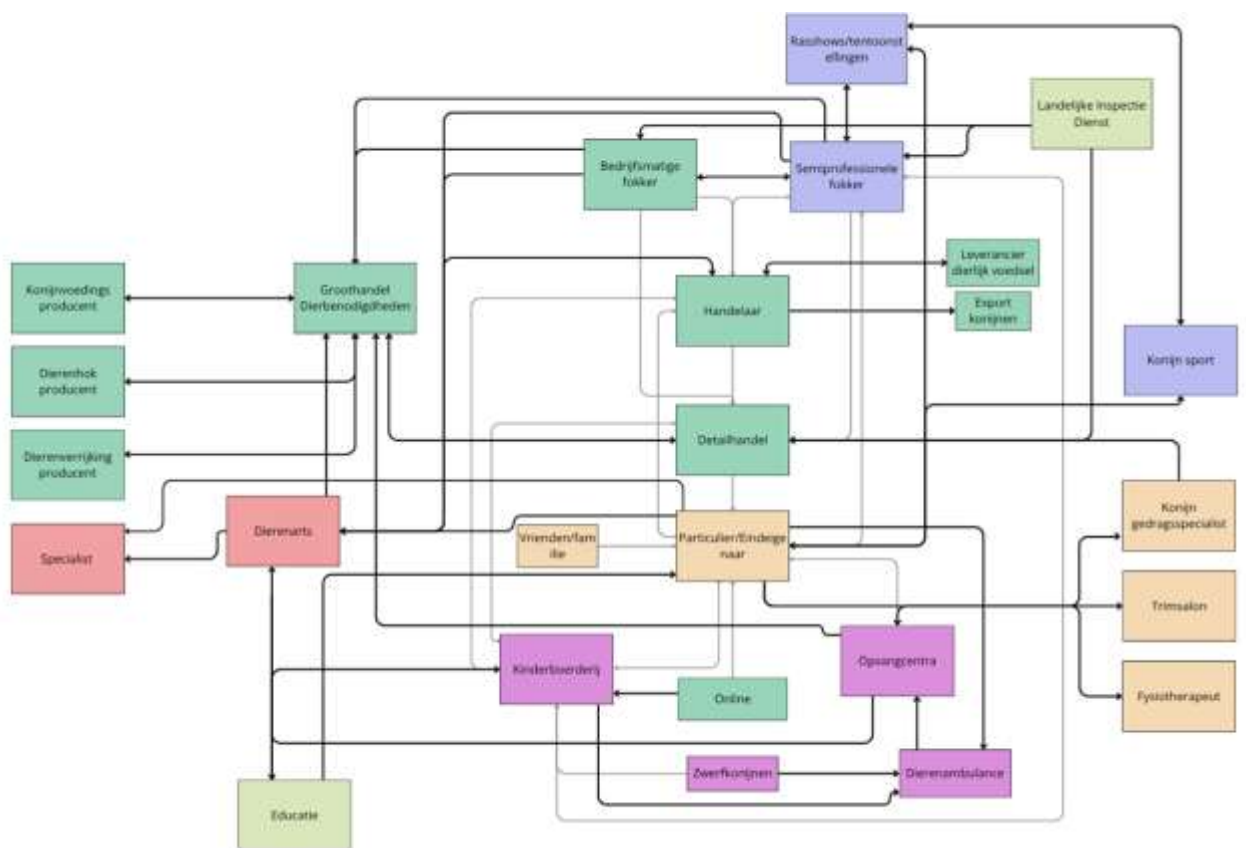 Rasshows/tentoonst
ellingen
Landelijke Inspectie
Dienst
Bedrijfsmatige
fokker
Semiprofessionele
fokker
Leverancier
dierlijk voedsel
Konijnvoedings
producent
Groothandel
Dierbenodigdheden
Export
konijnen
Handelaar
Dierenhok
producent
Konijn sport
Detailhandel
Dierenverrijking
producent
Konijn
gedragsspecialist
Dierenarts
Vrienden/fam
ilie
Particulier/Eindeige
naar
Specialist
Trimsalon
Kinderboerderij
Opvangcentra
Online
Fysiotherapeut
Zwerfkonijnen
Dierenambulance
Educatie